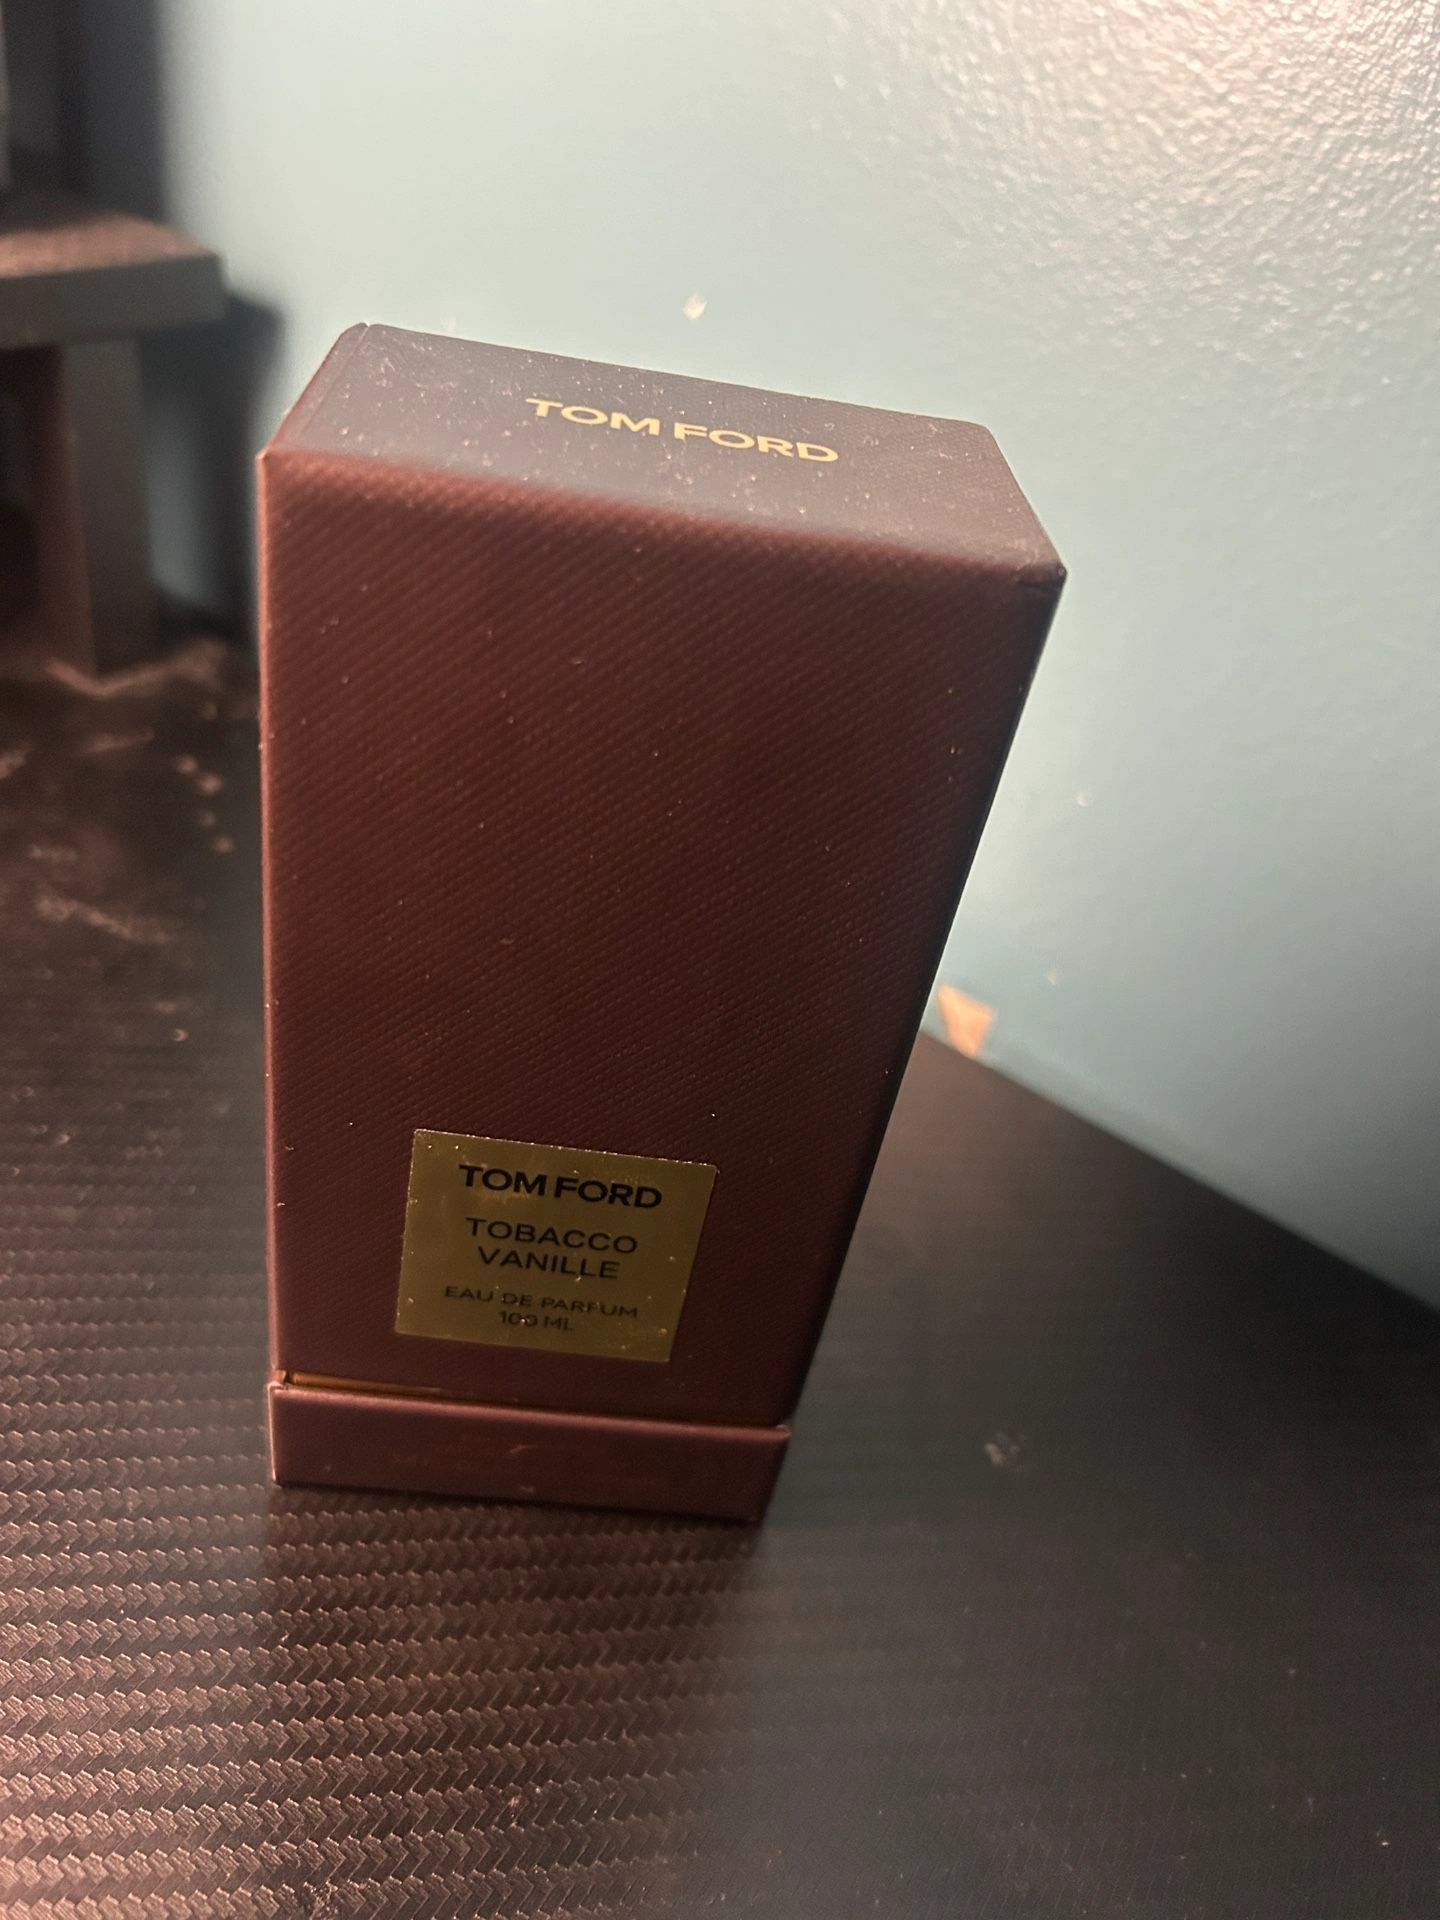 TOM FORD
TOM FORD
TOBACCO
VANILLE
EAU DE PARFUM
100 ML